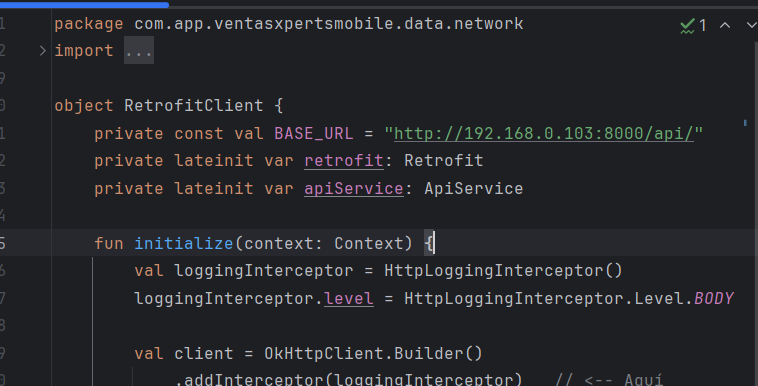 1 package com.app.ventasxpertsmobile.data.network 1
2 import ...
9
0 object RetrofitClient {
1 private const val BASE_URL = "http://192.168.0.103:8000/api/"
2 private lateinit var retrofit: Retrofit
3 private lateinit var apiService: ApiService
4
5 fun initialize(context: Context) {
6 val loggingInterceptor = HttpLoggingInterceptor()
7 loggingInterceptor.level = HttpLoggingInterceptor.Level.BODY
8
9 val client = OkHttpClient.Builder()
0 .addInterceptor(loggingInterceptor) // <-- Aquí